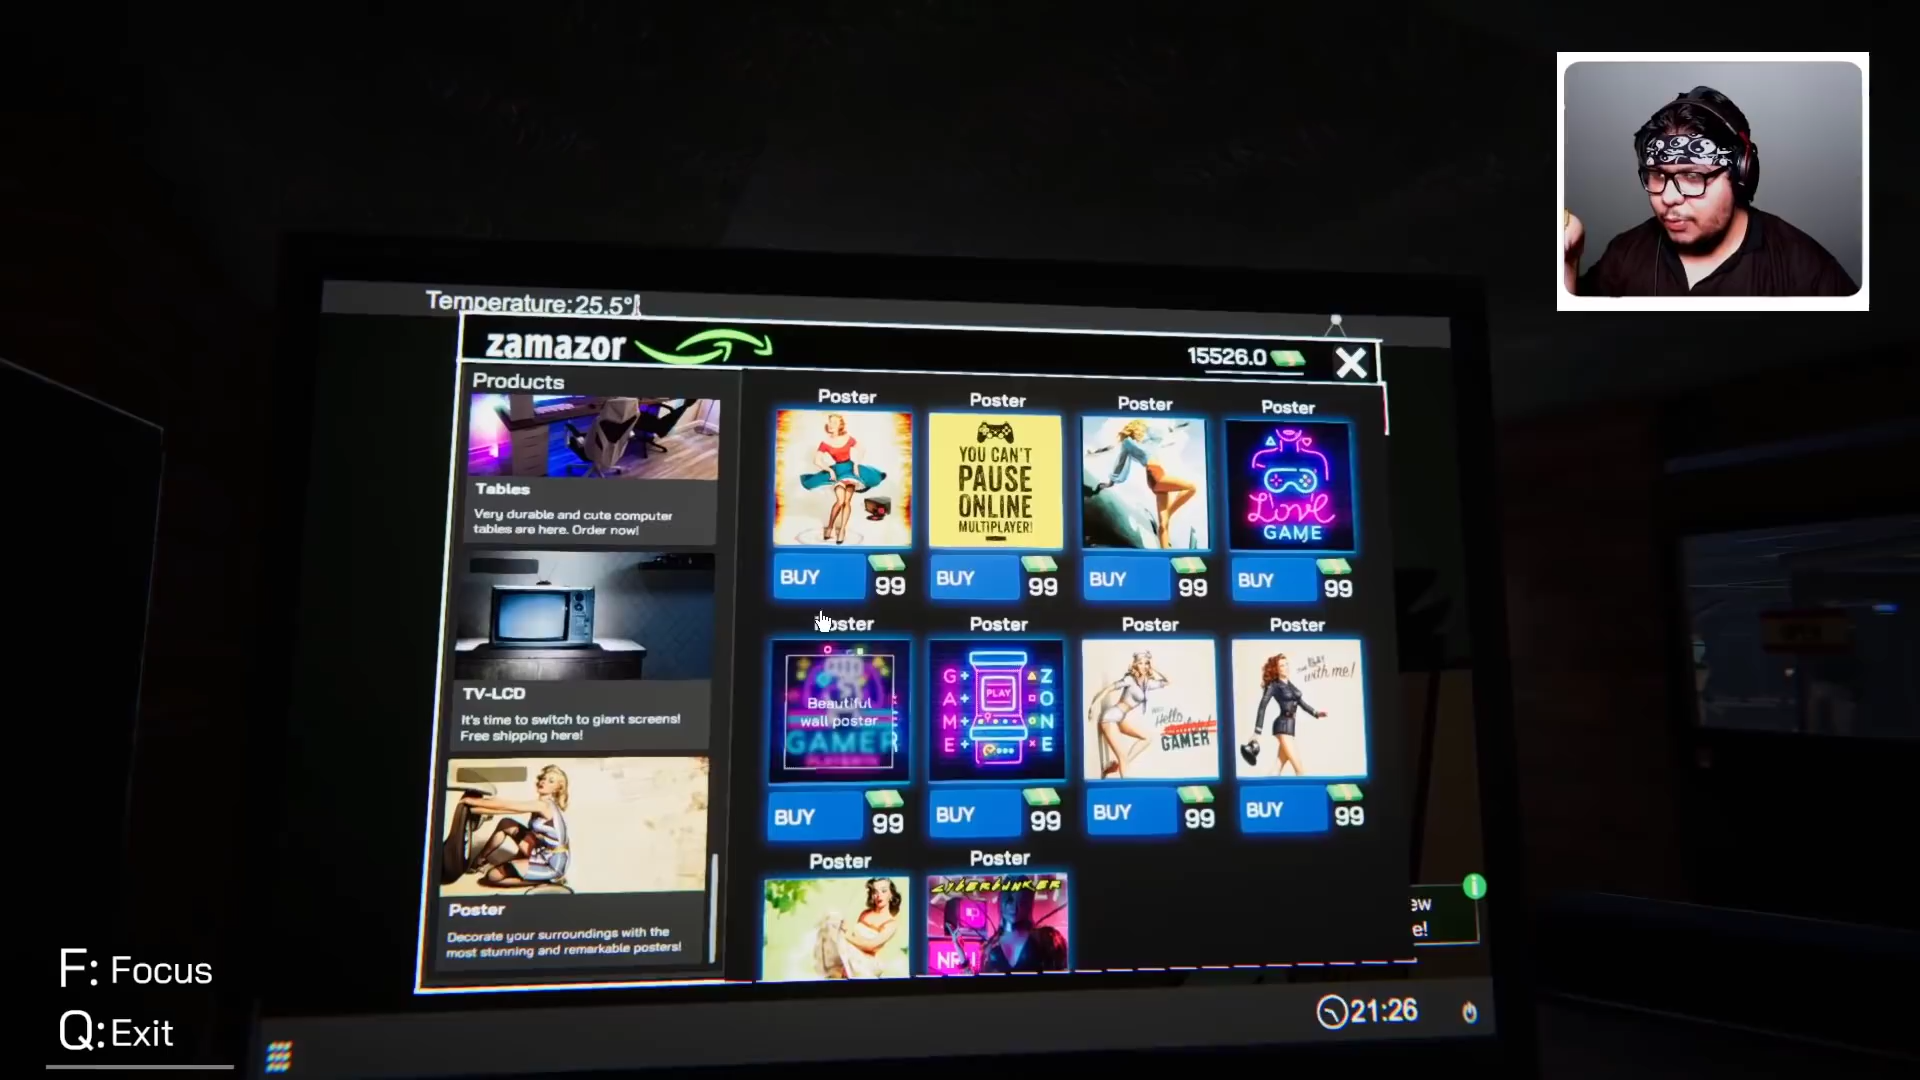 Temperature:25.5°
zamazor
15526.0
Products
Tables
Very durable and cute computer
tables are here. Order now!
TV-LCD
It's time to switch to giant screens!
Free shipping here!
Poster
Decorate your surroundings with the
most stunning and remarkable posters!
Poster
Poster
Poster
Poster
YOU CAN'T
PAUSE
ONLINE
MULTIPLAYER!
Love
GAME
BUY 99
BUY 99
BUY 99
BUY 99
Poster
Poster
Poster
Poster
Beautiful
wall poster
GAMER
GAME
PLAY
ZONE
Hello
GAMER
with me!
BUY 99
BUY 99
BUY 99
BUY 99
Poster
Poster
CYBERBUNKER
F: Focus
Q: Exit
ew
e!
21:26